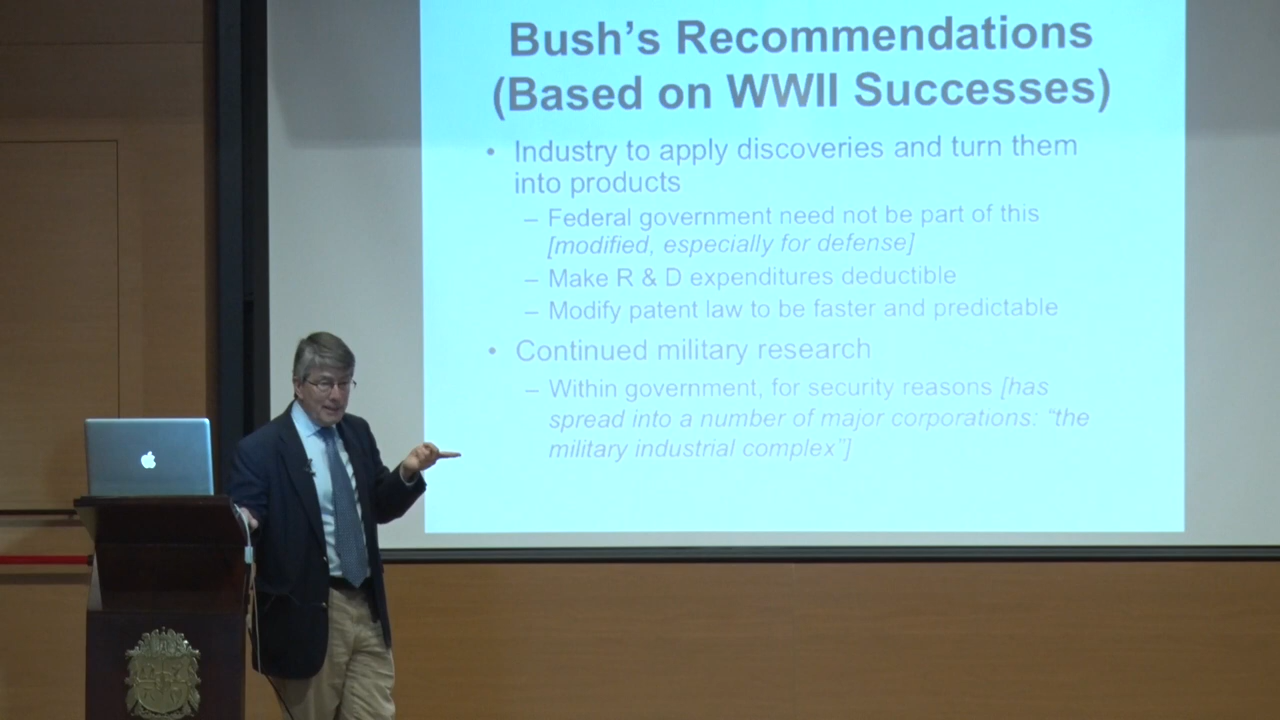 Bush's Recommendations
(Based on WWII Successes)
• Industry to apply discoveries and turn them
into products
– Federal government need not be part of this
[modified, especially for defense]
– Make R & D expenditures deductible
– Modify patent law to be faster and predictable
• Continued military research
– Within government, for security reasons [has
spread into a number of major corporations: "the
military industrial complex"]